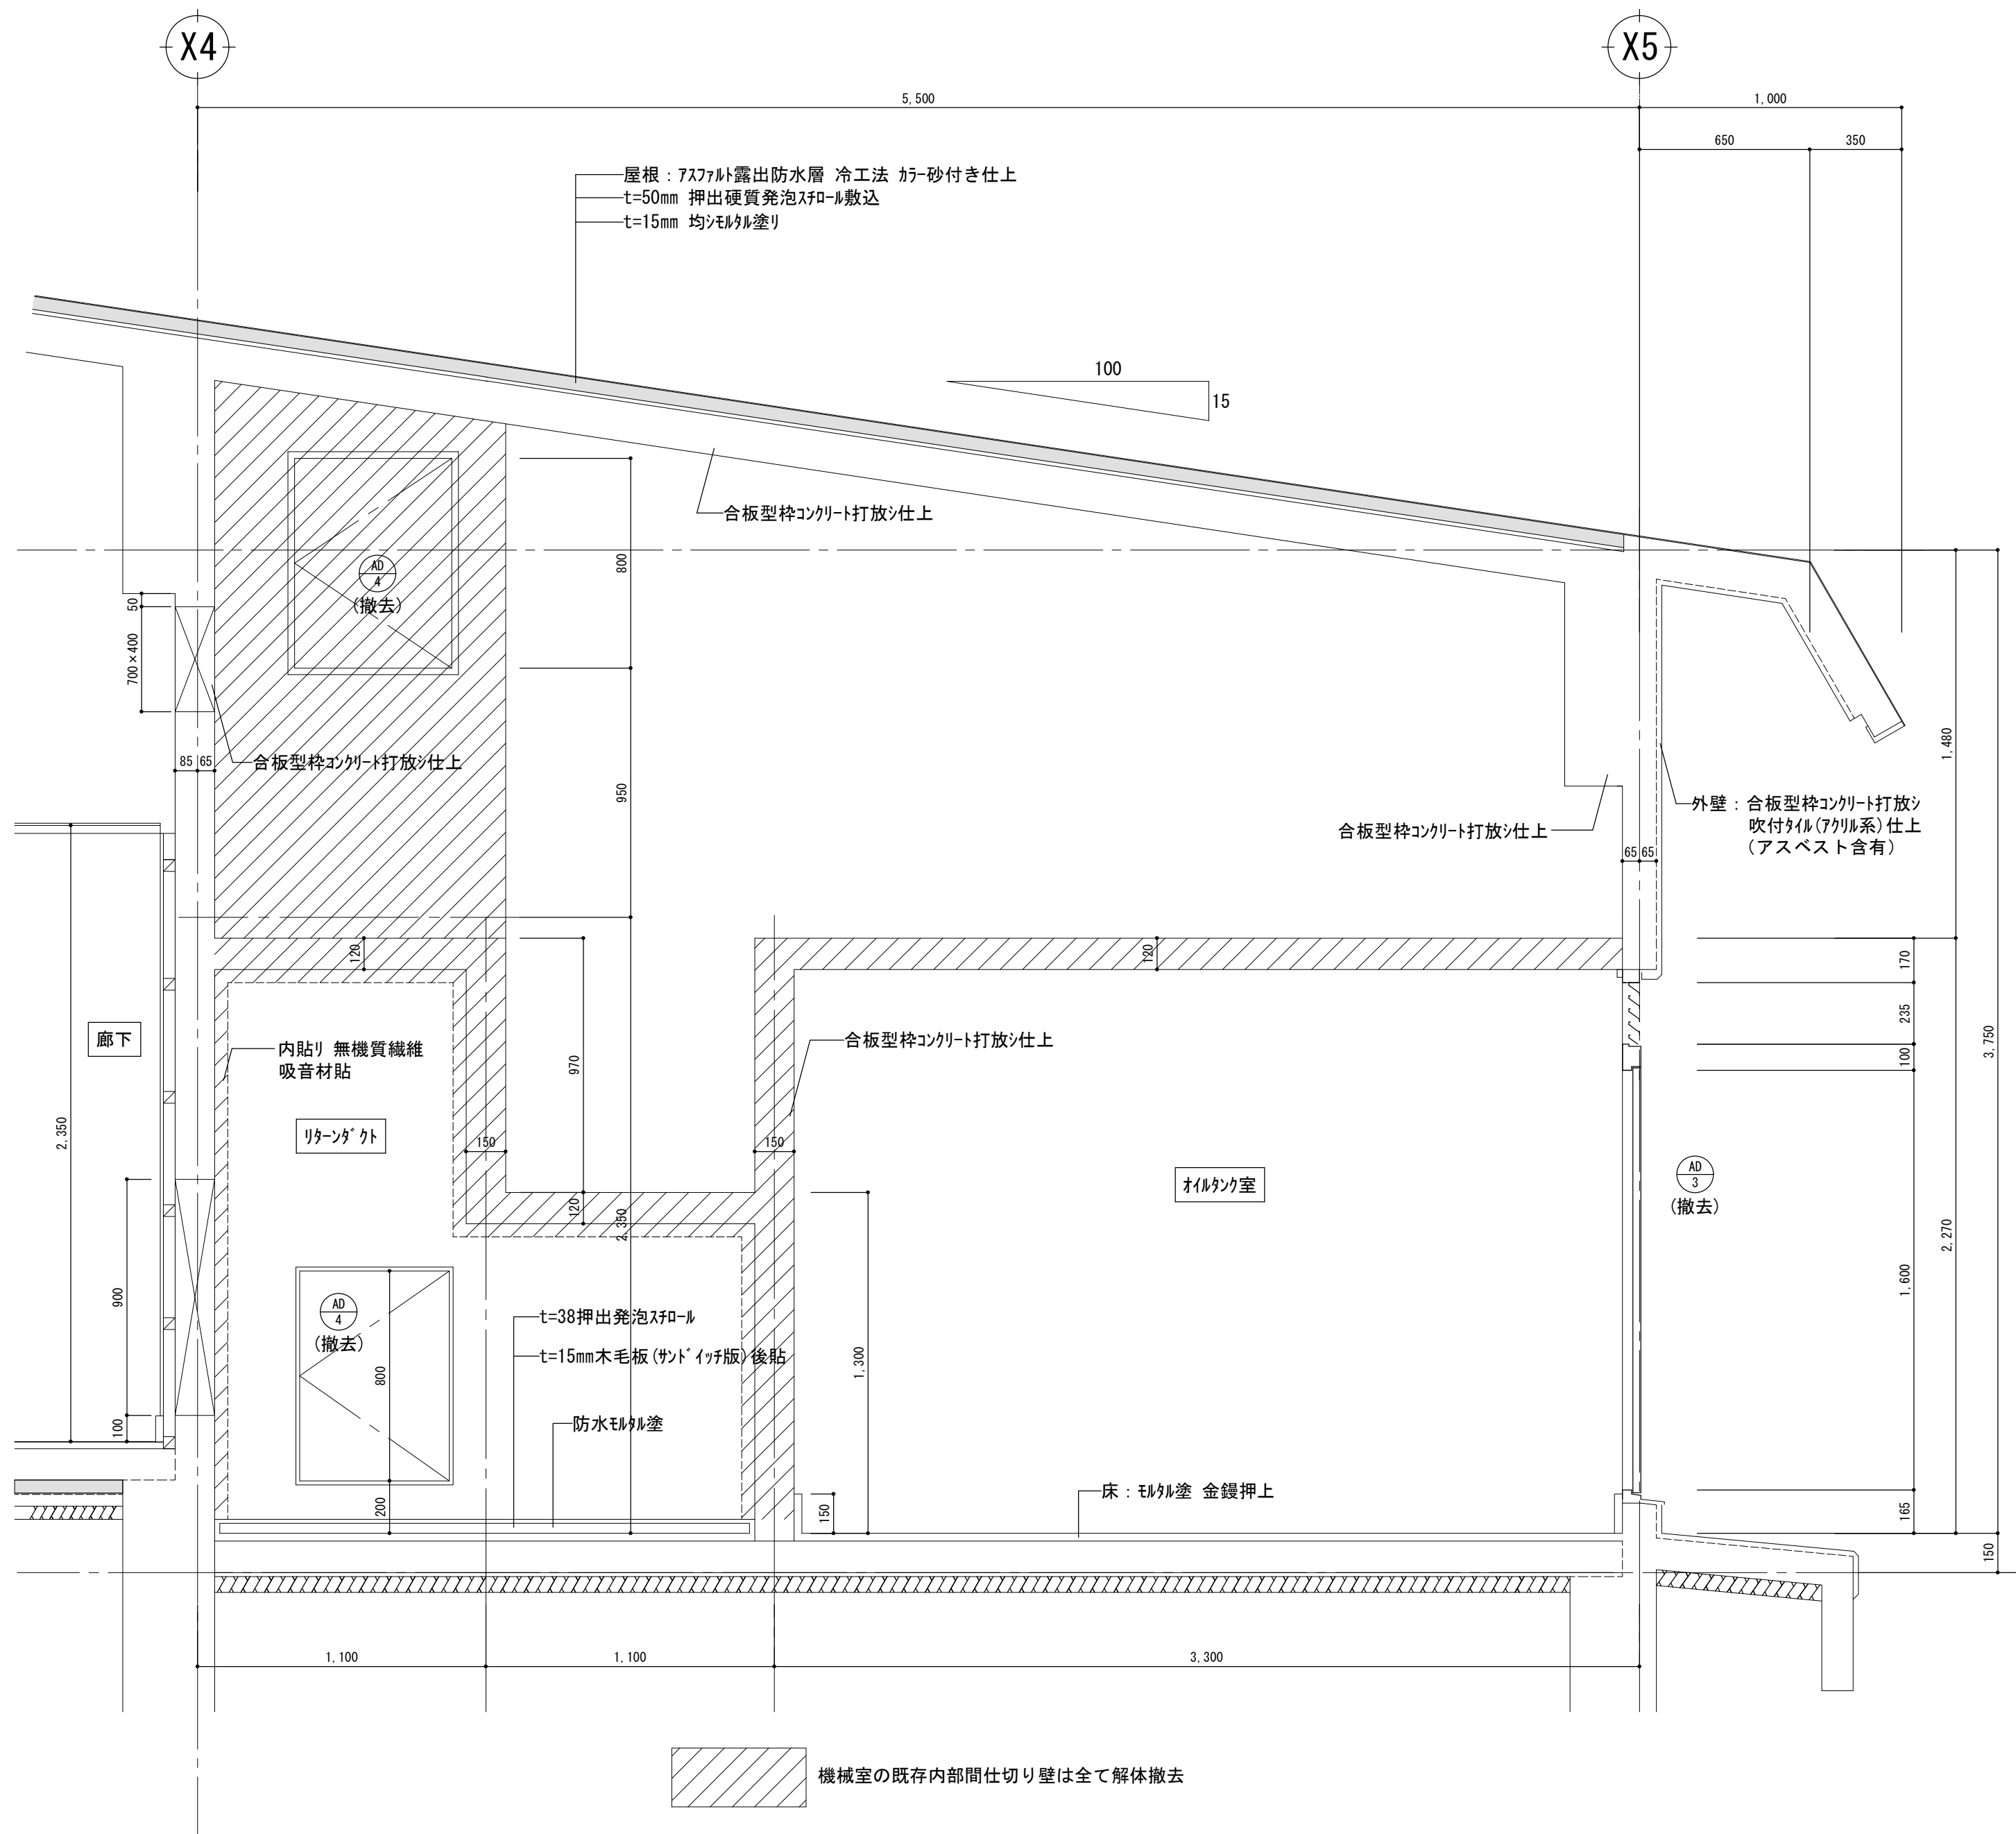 X4
X5
5,500
1,000
650
350
屋根：ｱｽﾌｧﾙﾄ露出防水層 冷工法 ｶﾗｰ砂付き仕上
t=50mm 押出硬質発泡ｽﾁﾛｰﾙ敷込
t=15mm 均ｼﾓﾙﾀﾙ塗ﾘ
100
15
合板型枠ｺﾝｸﾘｰﾄ打放ｼ仕上
800
AD
4
(撤去)
50
700×400
85
65
合板型枠ｺﾝｸﾘｰﾄ打放ｼ仕上
950
1,480
外壁：合板型枠ｺﾝｸﾘｰﾄ打放ｼ
吹付ﾀｲﾙ(ｱｸﾘﾙ系)仕上
(アスベスト含有)
合板型枠ｺﾝｸﾘｰﾄ打放ｼ仕上
65
65
120
120
170
235
100
3,750
廊下
内貼ﾘ 無機質繊維
吸音材貼
合板型枠ｺﾝｸﾘｰﾄ打放ｼ仕上
970
2,350
ﾘﾀｰﾝﾀﾞｸﾄ
150
150
ｵｲﾙﾀﾝｸ室
AD
3
(撤去)
120
2,350
2,270
900
AD
4
(撤去)
800
t=38押出発泡ｽﾁﾛｰﾙ
t=15mm木毛板(ｻﾝﾄﾞｲｯﾁ版)後貼
1,300
1,600
100
防水ﾓﾙﾀﾙ塗
200
150
床：ﾓﾙﾀﾙ塗 金鏝押上
165
150
1,100
1,100
3,300
機械室の既存内部間仕切り壁は全て解体撤去